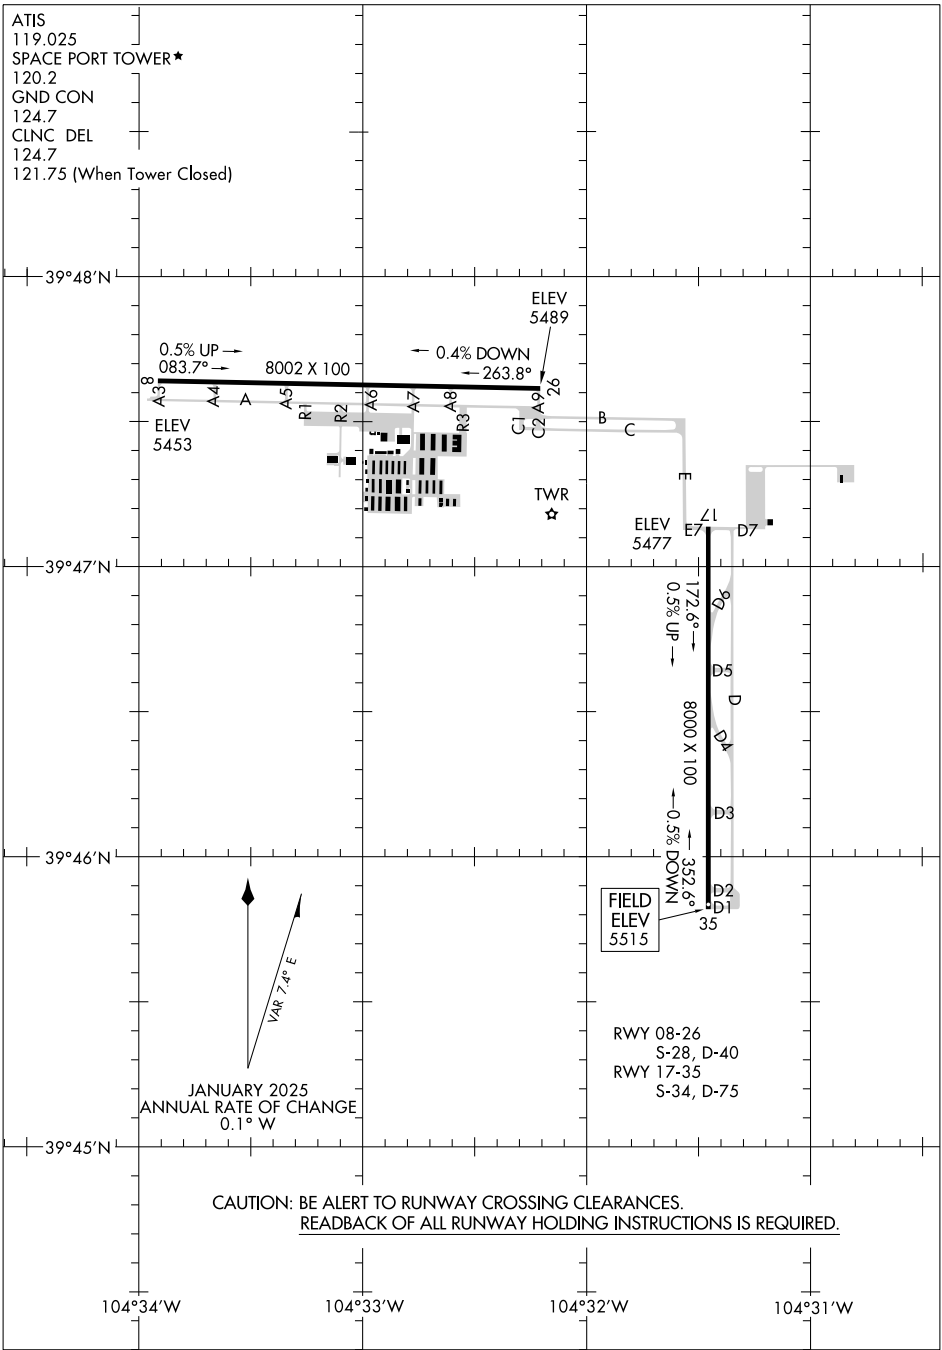 ATIS
119.025
SPACE PORT TOWER★
120.2
GND CON
124.7
CLNC DEL
124.7
121.75 (When Tower Closed)
39°48'N
ELEV
5489
0.5% UP →
083.7° →
8002 X 100
← 0.4% DOWN
← 263.8°
8
26
A3
A4
A
A5
A6
A7
A8
A9
R1
R2
R3
C1
C2
B
C
ELEV
5453
E
TWR
ELEV
5477
17
E7
D7
39°47'N
172.6° →
0.5% UP →
D6
D5
D
D4
8000 X 100
D3
← 0.5% DOWN
← 352.6°
D2
D1
35
39°46'N
FIELD
ELEV
5515
VAR 7.4° E
JANUARY 2025
ANNUAL RATE OF CHANGE
0.1° W
RWY 08-26
S-28, D-40
RWY 17-35
S-34, D-75
39°45'N
CAUTION: BE ALERT TO RUNWAY CROSSING CLEARANCES.
READBACK OF ALL RUNWAY HOLDING INSTRUCTIONS IS REQUIRED.
104°34'W
104°33'W
104°32'W
104°31'W